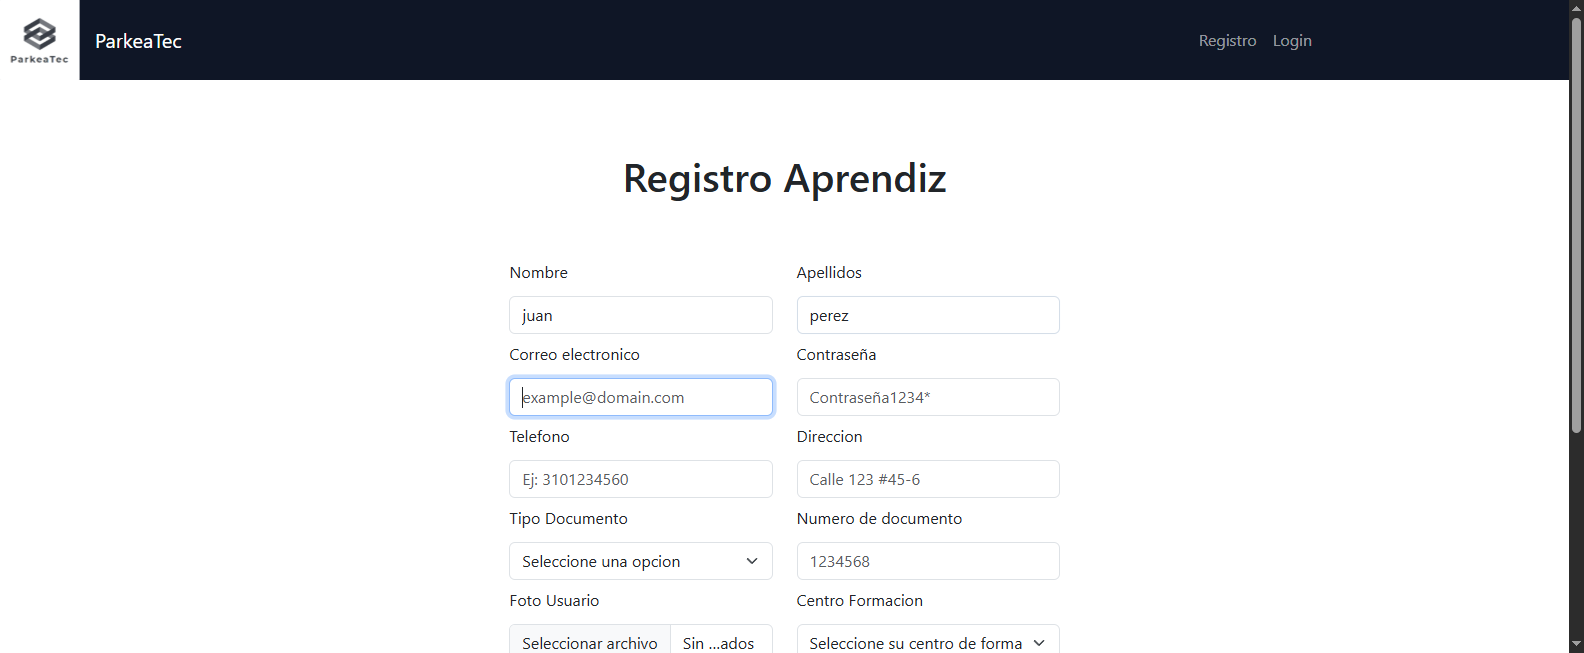 ParkeaTec
ParkeaTec
Registro Login
Registro Aprendiz
Nombre Apellidos
juan perez
Correo electronico Contraseña
example@domain.com Contraseña1234*
Telefono Direccion
Ej: 3101234560 Calle 123 #45-6
Tipo Documento Numero de documento
Seleccione una opcion 1234568
Foto Usuario Centro Formacion
Seleccionar archivo Sin ...ados Seleccione su centro de forma